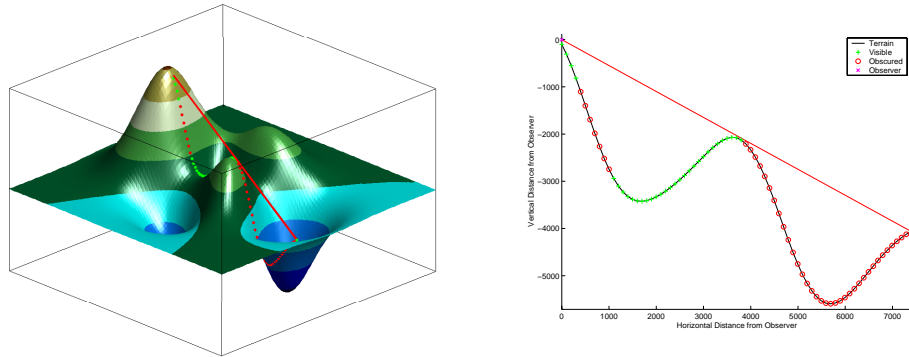 0
−1000
−2000
−3000
−4000
−5000
0
1000
2000
3000
4000
5000
6000
7000
Vertical Distance from Observer
Horizontal Distance from Observer
Terrain
Visible
Obscured
Observer